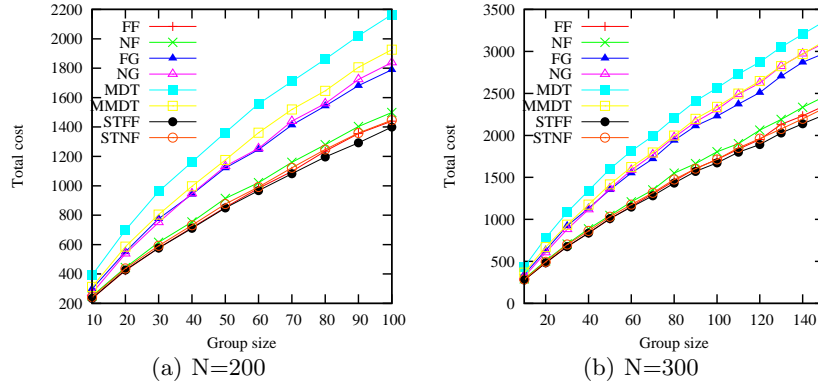 FF
NF
FG
NG
MDT
MMDT
STFF
STNF
Total cost
2200
2000
1800
1600
1400
1200
1000
800
600
400
200
10 20 30 40 50 60 70 80 90 100
Group size
(a) N=200
FF
NF
FG
NG
MDT
MMDT
STFF
STNF
Total cost
3500
3000
2500
2000
1500
1000
500
0
20 40 60 80 100 120 140
Group size
(b) N=300